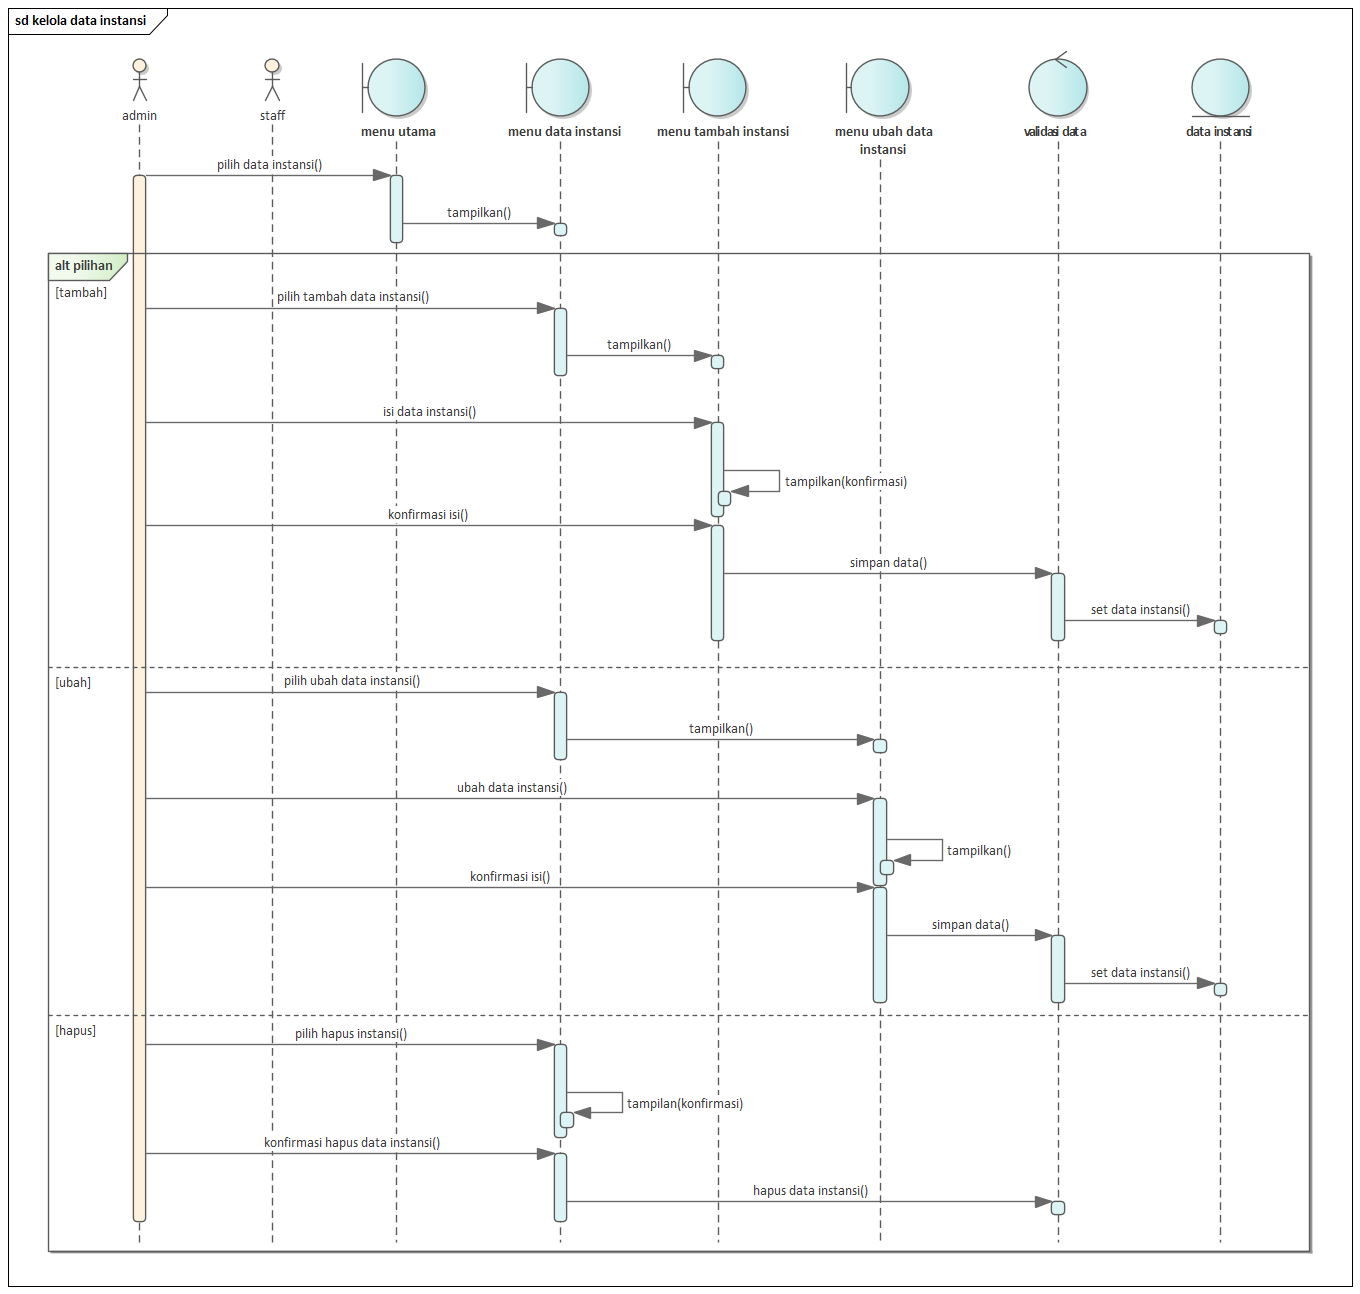 sd kelola data instansi
admin
staff
menu utama
menu data instansi
menu tambah instansi
menu ubah data
instansi
validasi data
data instansi
pilih data instansi()
tampilkan()
alt pilihan
[tambah]
pilih tambah data instansi()
tampilkan()
isi data instansi()
tampilkan(konfirmasi)
konfirmasi isi()
simpan data()
set data instansi()
[ubah]
pilih ubah data instansi()
tampilkan()
ubah data instansi()
tampilkan()
konfirmasi isi()
simpan data()
set data instansi()
[hapus]
pilih hapus instansi()
tampilan(konfirmasi)
konfirmasi hapus data instansi()
hapus data instansi()